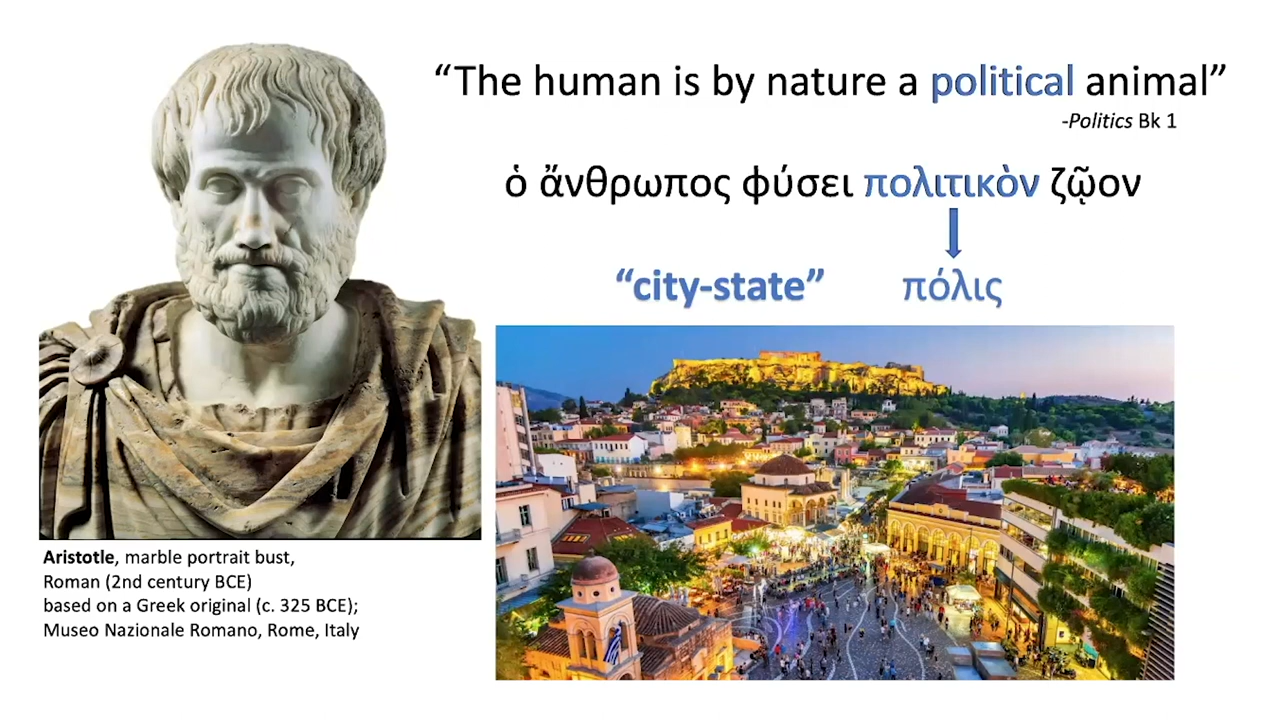 “The human is by nature a political animal”
-Politics Bk 1
ὁ ἄνθρωπος φύσει πολιτικὸν ζῷον
“city-state” πόλις
Aristotle, marble portrait bust,
Roman (2nd century BCE)
based on a Greek original (c. 325 BCE);
Museo Nazionale Romano, Rome, Italy